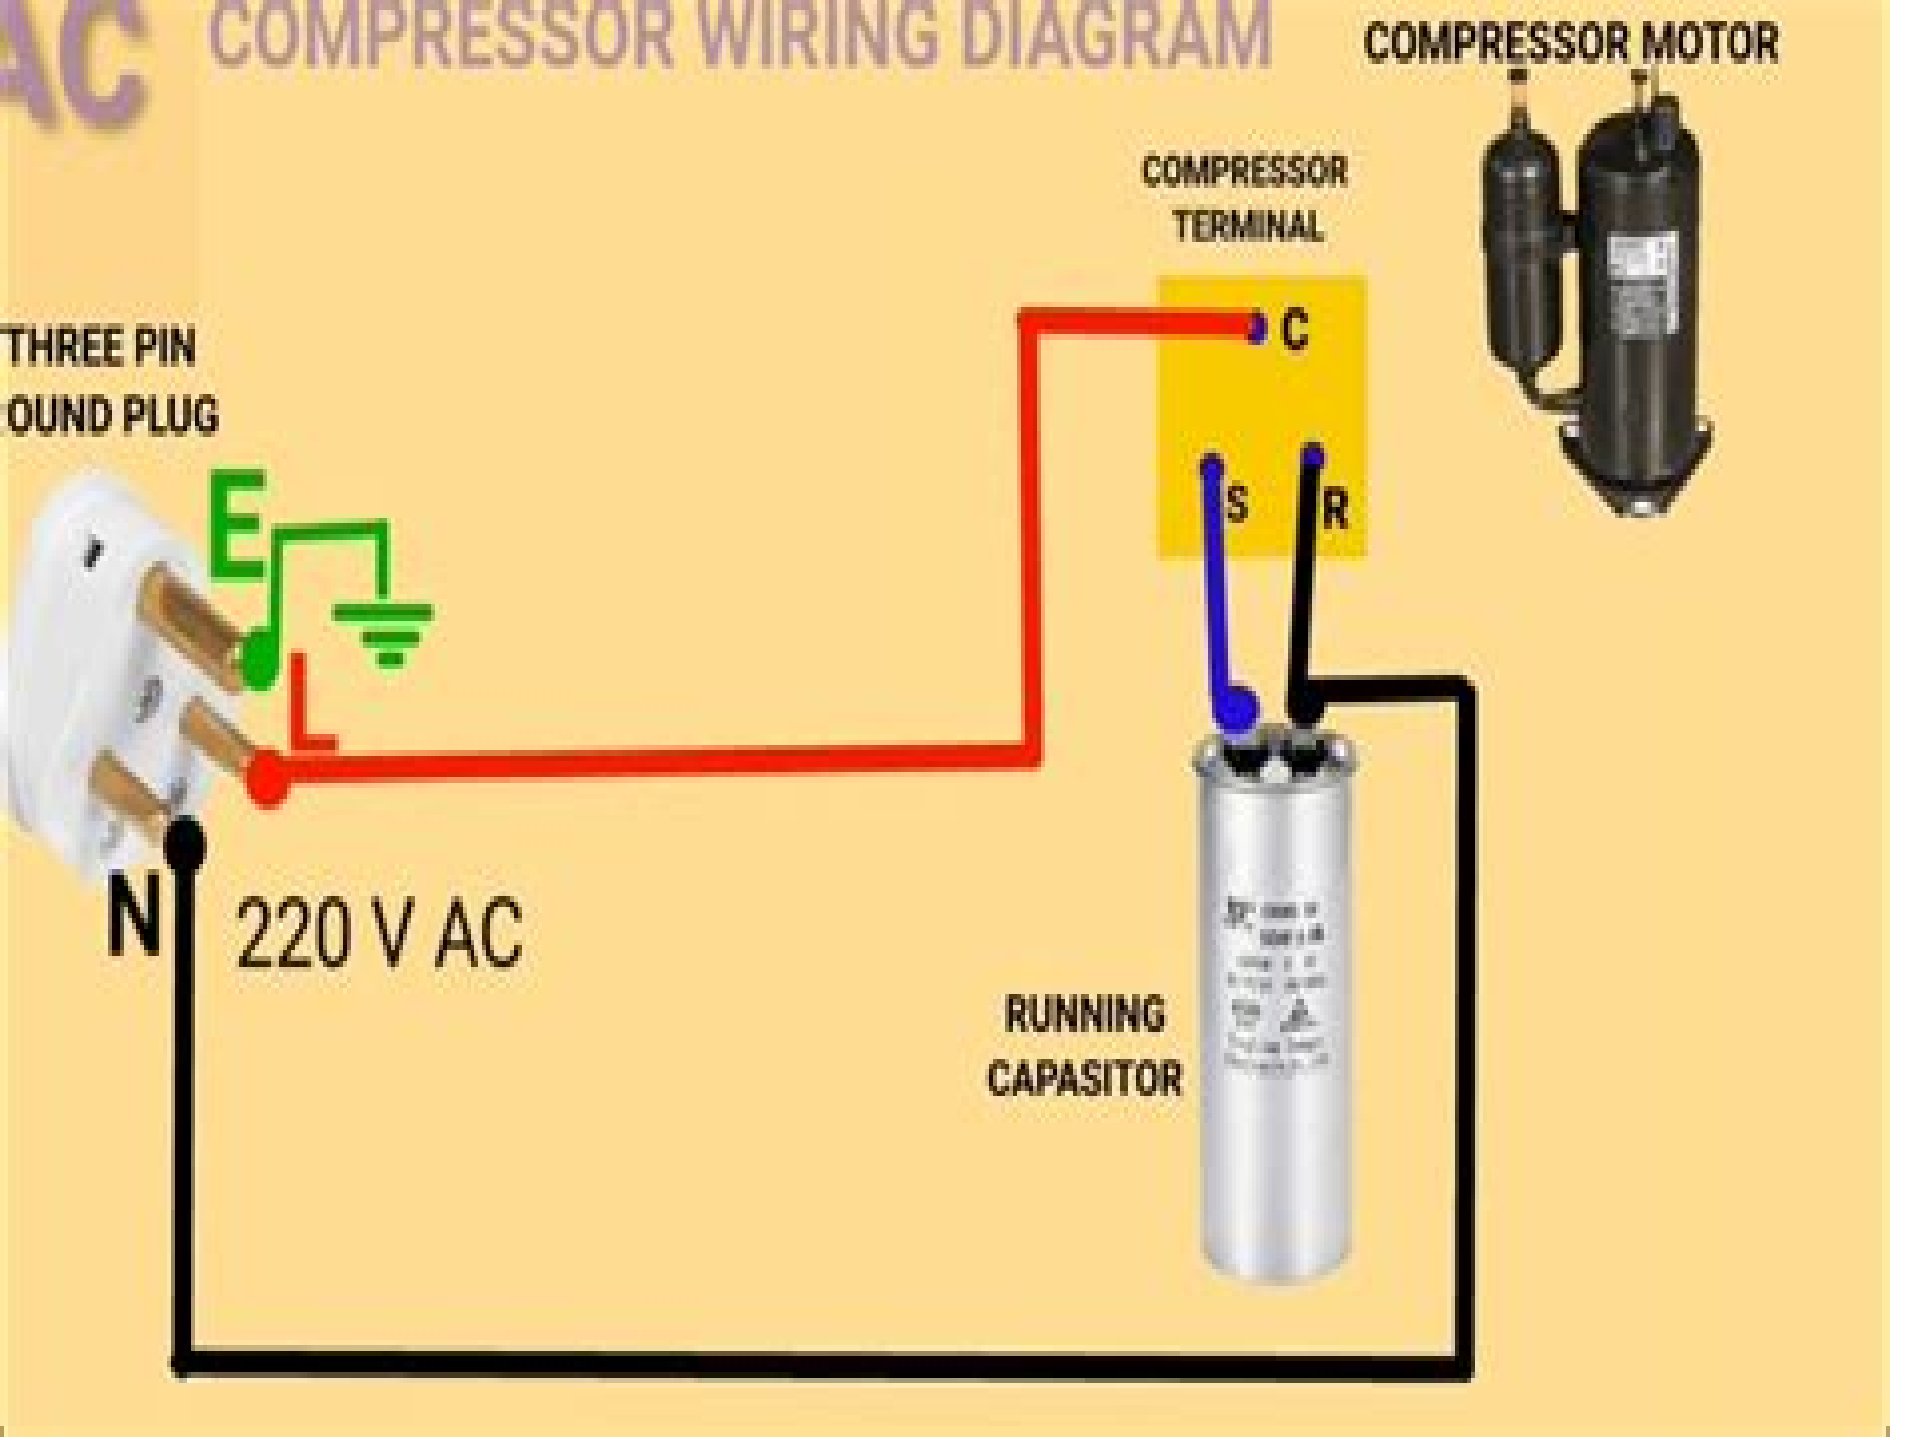 AC COMPRESSOR WIRING DIAGRAM
COMPRESSOR MOTOR
COMPRESSOR
TERMINAL
C
S
R
THREE PIN
OUND PLUG
E
L
N
220 V AC
RUNNING
CAPASITOR